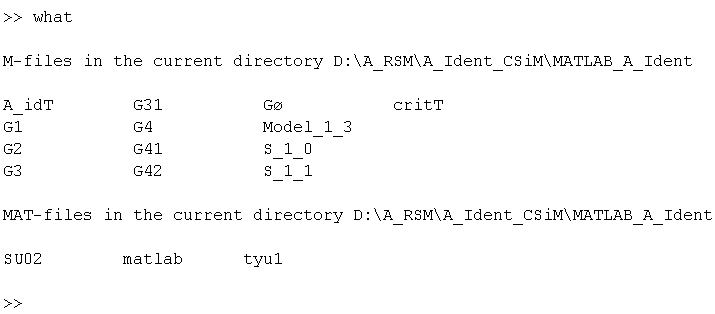 >> what
M-files in the current directory D:\A_RSM\A_Ident_CSiM\MATLAB_A_Ident
A_idT G31 Gø critT
G1 G4 Model_1_3
G2 G41 S_1_0
G3 G42 S_1_1
MAT-files in the current directory D:\A_RSM\A_Ident_CSiM\MATLAB_A_Ident
SU02 matlab tyu1
>>